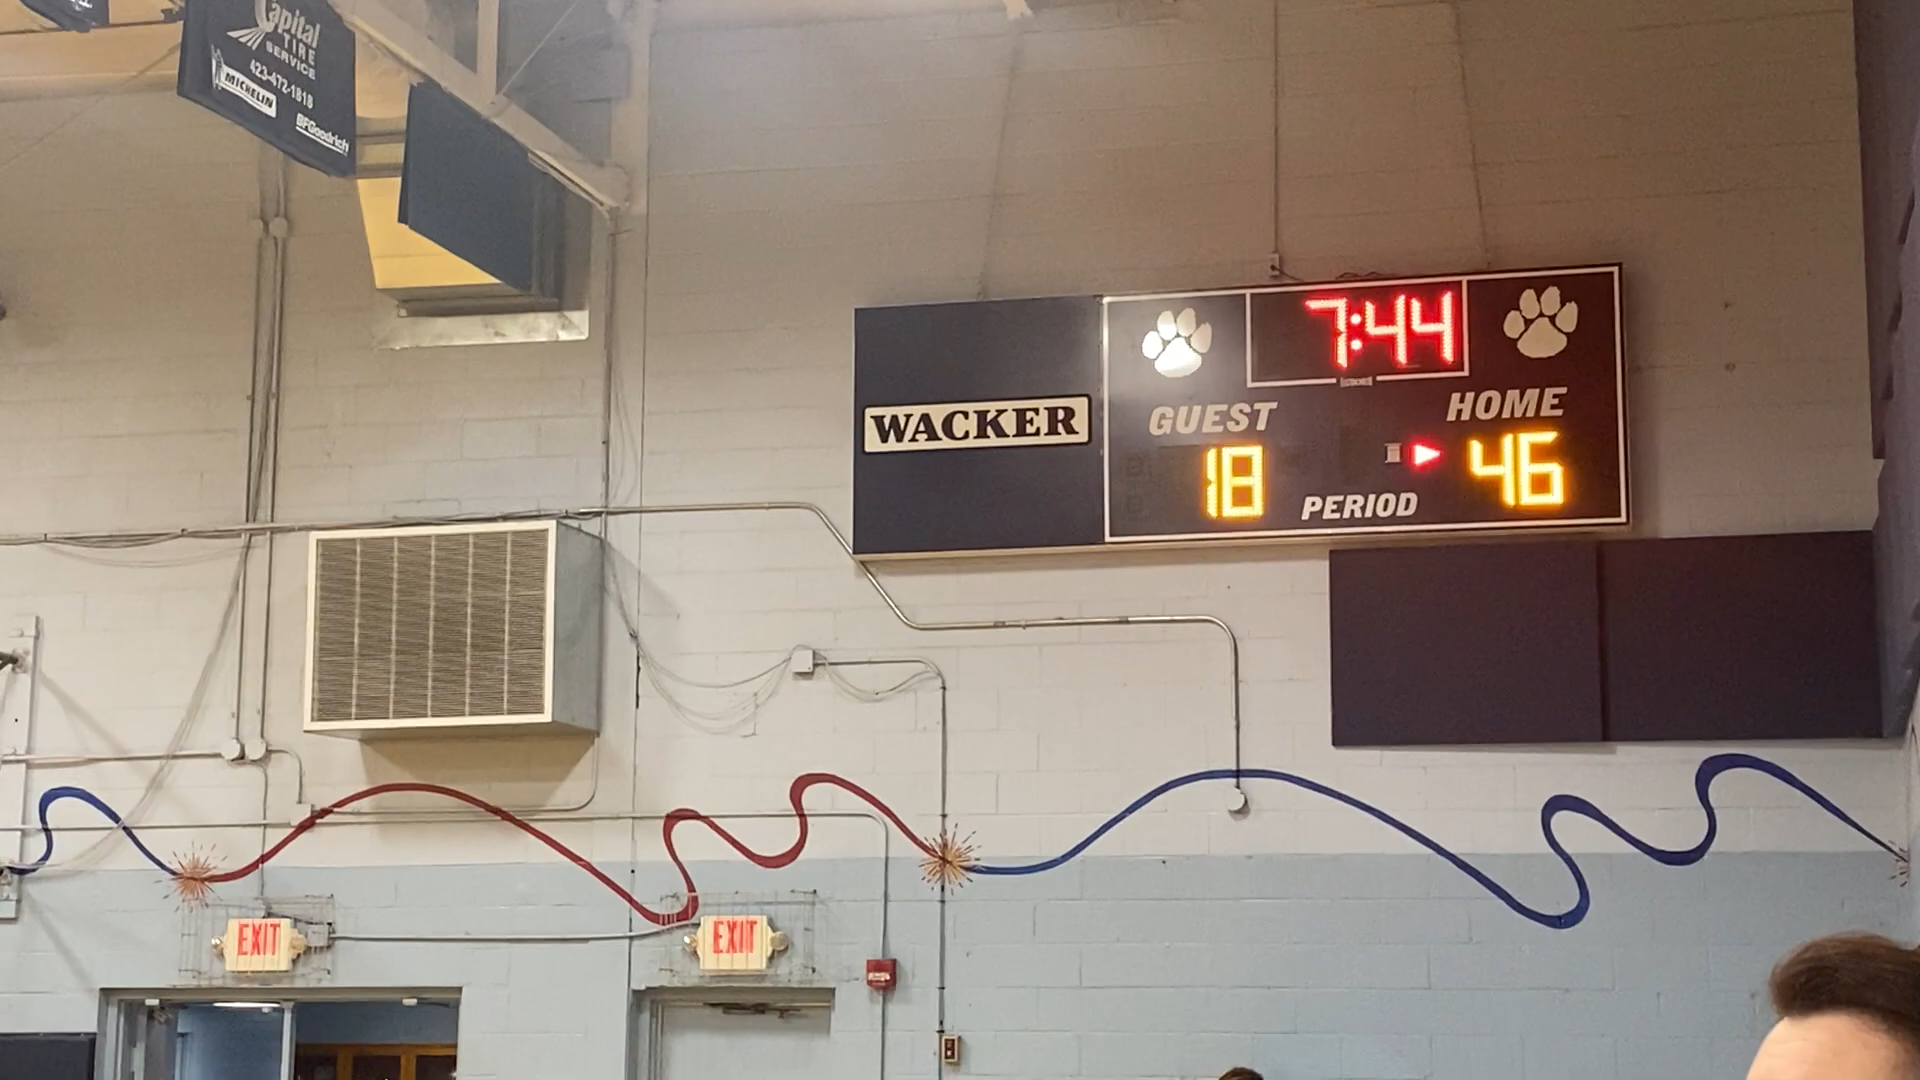 Capital
TIRE
SERVICE
423-472-1818
MICHELIN
BFGoodrich
7:44
WACKER
GUEST
HOME
18
46
PERIOD
EXIT
EXIT